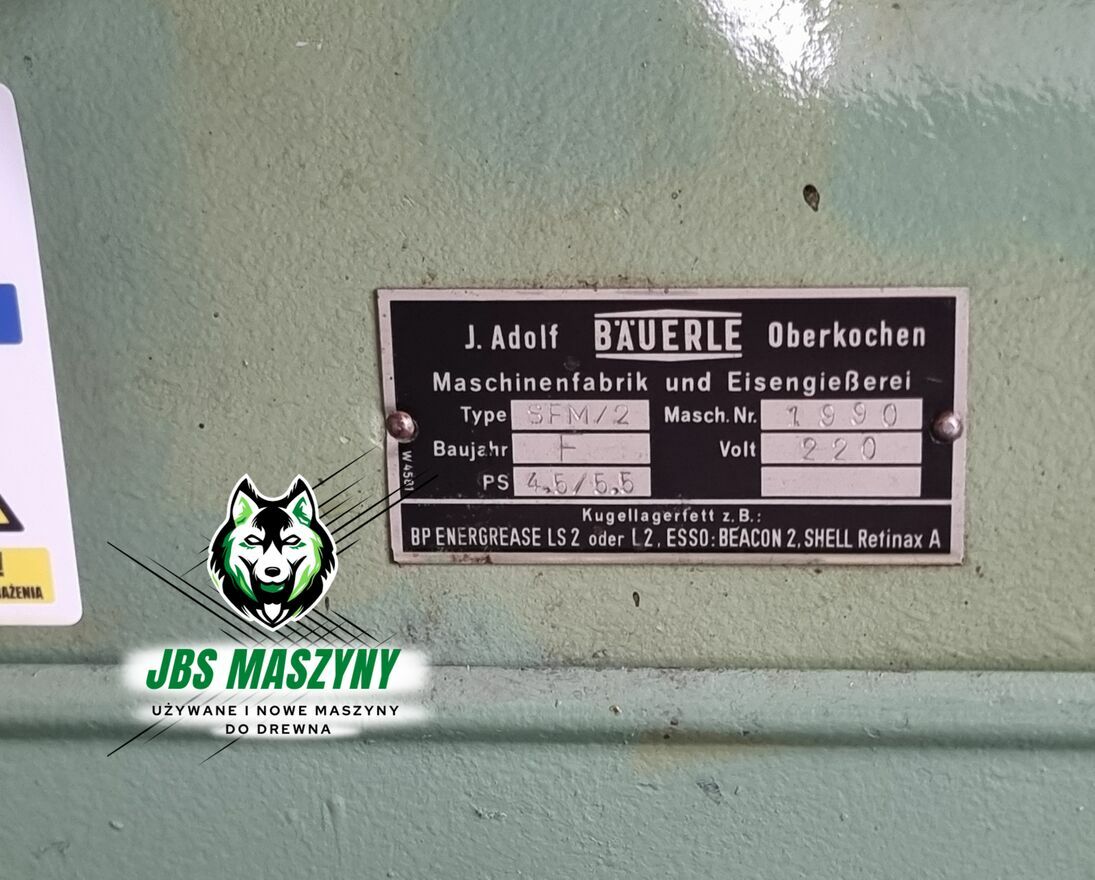 J. Adolf BÄUERLE Oberkochen
Maschinenfabrik und Eisengießerei
Type SFM/2 Masch. Nr. 1990
Baujahr F Volt 220
PS 4.5/5.5
W 4501
Kugellagerfett z.B.:
BP ENERGREASE LS 2 oder L 2, ESSO: BEACON 2, SHELL Retinax A
!
AŻENIA
JBS MASZYNY
UŻYWANE I NOWE MASZYNY
DO DREWNA